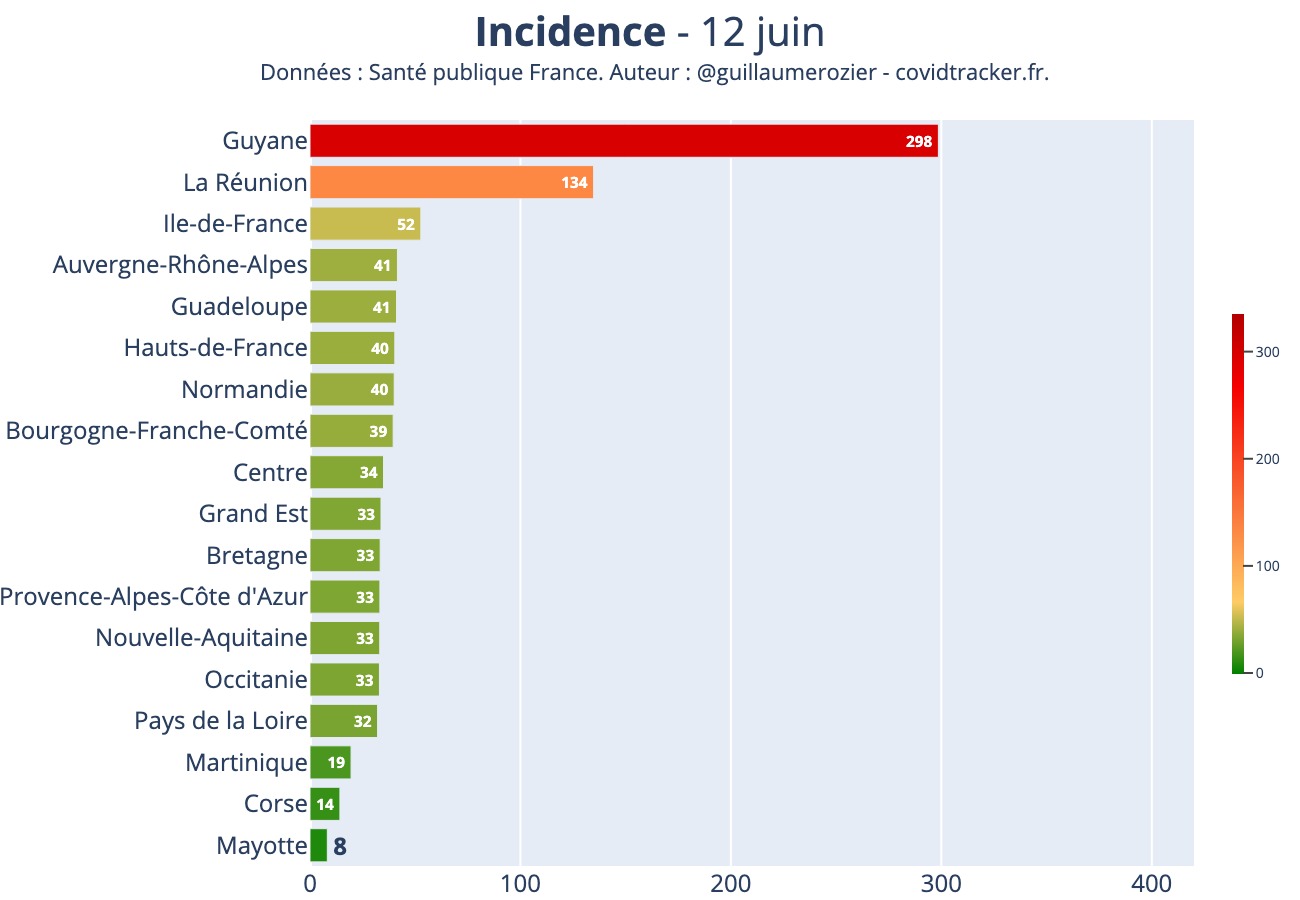 Incidence - 12 juin
Données : Santé publique France. Auteur : @guillaumerozier - covidtracker.fr.
Guyane 298
La Réunion 134
Ile-de-France 52
Auvergne-Rhône-Alpes 41
Guadeloupe 41
Hauts-de-France 40
Normandie 40
Bourgogne-Franche-Comté 39
Centre 34
Grand Est 33
Bretagne 33
Provence-Alpes-Côte d'Azur 33
Nouvelle-Aquitaine 33
Occitanie 33
Pays de la Loire 32
Martinique 19
Corse 14
Mayotte 8
0 100 200 300 400
300
200
100
0